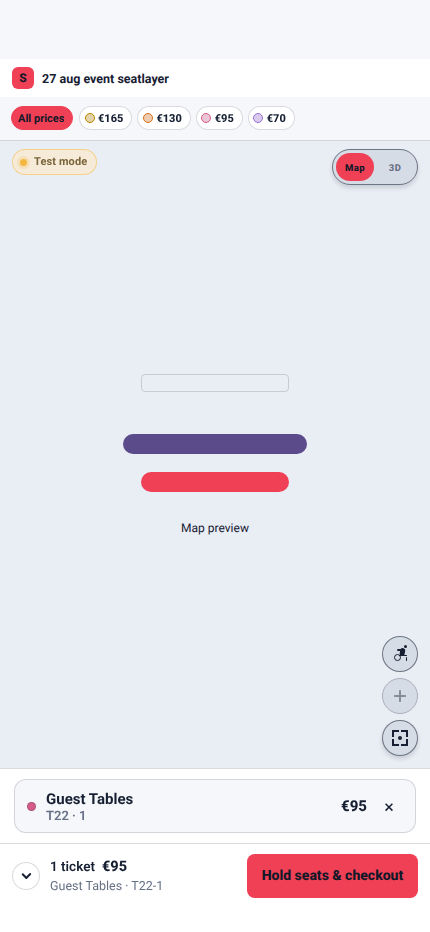 S
27 aug event seatlayer
All prices
€165
€130
€95
€70
Test mode
Map
3D
Map preview
Guest Tables
T22 · 1
€95
×
1 ticket €95
Guest Tables · T22-1
Hold seats & checkout